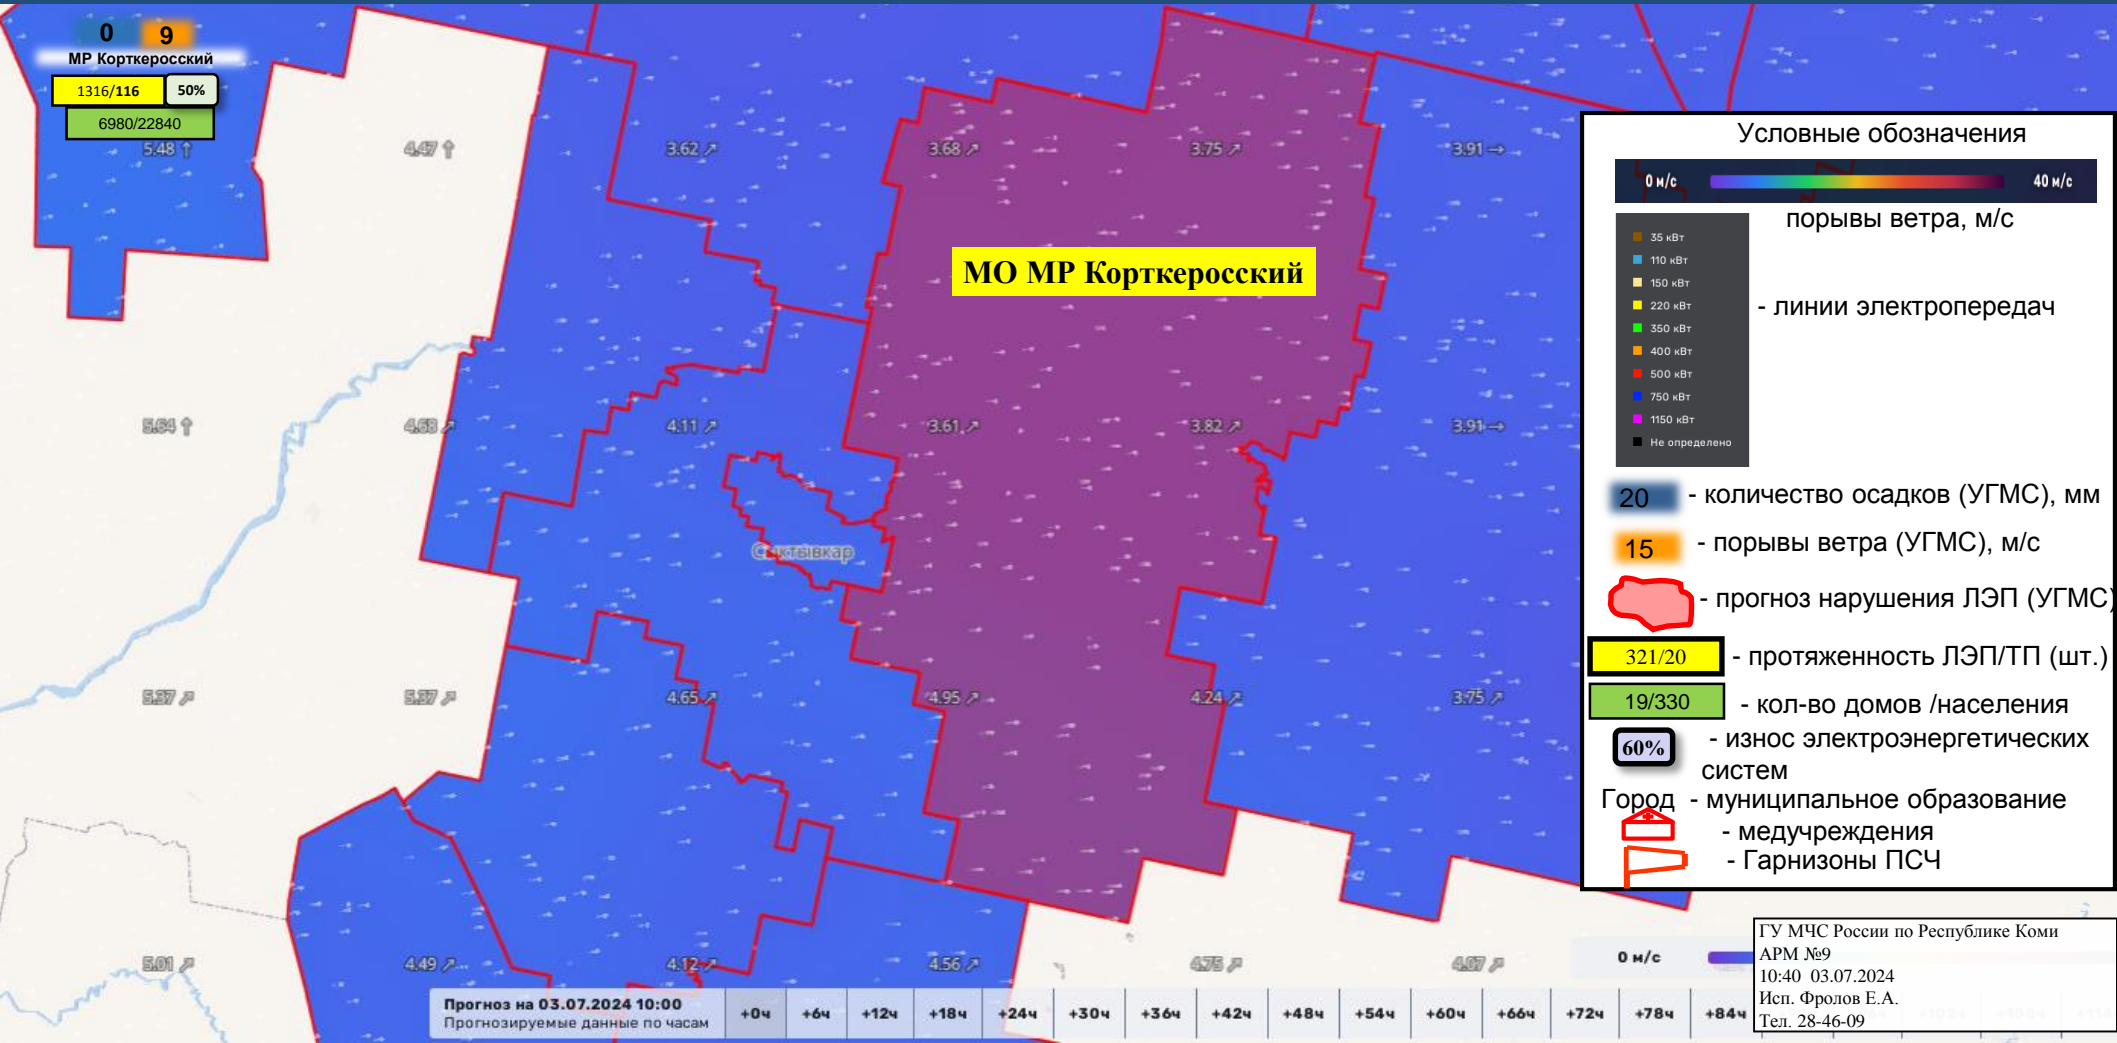 0 9
МР Корткеросский
1316/116 50%
6980/22840
5.48 ↑
4.47 ↑
3.62 ↗
3.68 ↗
3.75 ↗
3.91 →
МО МР Корткеросский
5.64 ↑
4.68 ↗
4.11 ↗
3.61 ↗
3.82 ↗
3.91 →
Сыктывкар
5.37 ↗
5.37 ↗
4.65 ↗
4.95 ↗
4.24 ↗
3.75 ↗
5.01 ↗
4.49 ↗
4.12 ↗
4.56 ↗
4.75 ↗
4.07 ↗
Условные обозначения
0 м/с 40 м/с
порывы ветра, м/с
35 кВт
110 кВт
150 кВт
220 кВт
350 кВт
400 кВт
500 кВт
750 кВт
1150 кВт
Не определено
- линии электропередач
20 - количество осадков (УГМС), мм
15 - порывы ветра (УГМС), м/с
- прогноз нарушения ЛЭП (УГМС)
321/20 - протяженность ЛЭП/ТП (шт.)
19/330 - кол-во домов /населения
60% - износ электроэнергетических
систем
Город - муниципальное образование
- медучреждения
- Гарнизоны ПСЧ
0 м/с
Прогноз на 03.07.2024 10:00
Прогнозируемые данные по часам
+0ч +6ч +12ч +18ч +24ч +30ч +36ч +42ч +48ч +54ч +60ч +66ч +72ч +78ч +84ч
ГУ МЧС России по Республике Коми
АРМ №9
10:40 03.07.2024
Исп. Фролов Е.А.
Тел. 28-46-09